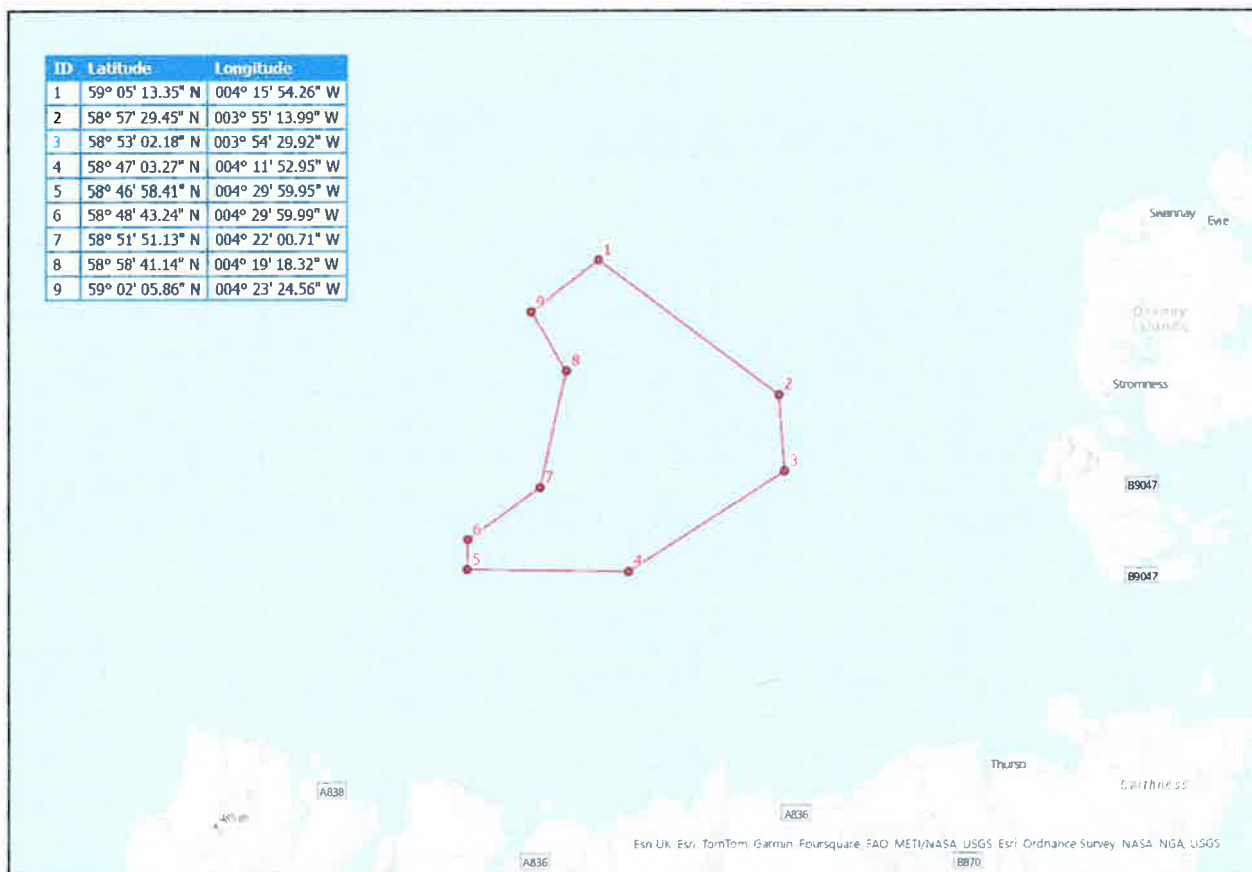 ID Latitude Longitude
1 59° 05' 13.35" N 004° 15' 54.26" W
2 58° 57' 29.45" N 003° 55' 13.99" W
3 58° 53' 02.18" N 003° 54' 29.92" W
4 58° 47' 03.27" N 004° 11' 52.95" W
5 58° 46' 58.41" N 004° 29' 59.95" W
6 58° 48' 43.24" N 004° 29' 59.99" W
7 58° 51' 51.13" N 004° 22' 00.71" W
8 58° 58' 41.14" N 004° 19' 18.32" W
9 59° 02' 05.86" N 004° 23' 24.56" W
Swannay
Evie
1
9
Orkney
Islands
8
2
Stromness
3
7
B9047
6
5
4
B9047
Thurso
Caithness
A838
A836
Esri UK, Esri, TomTom, Garmin, Foursquare, FAO, METI/NASA, USGS, Esri, Ordnance Survey, NASA, NGA, USGS
A836
B870